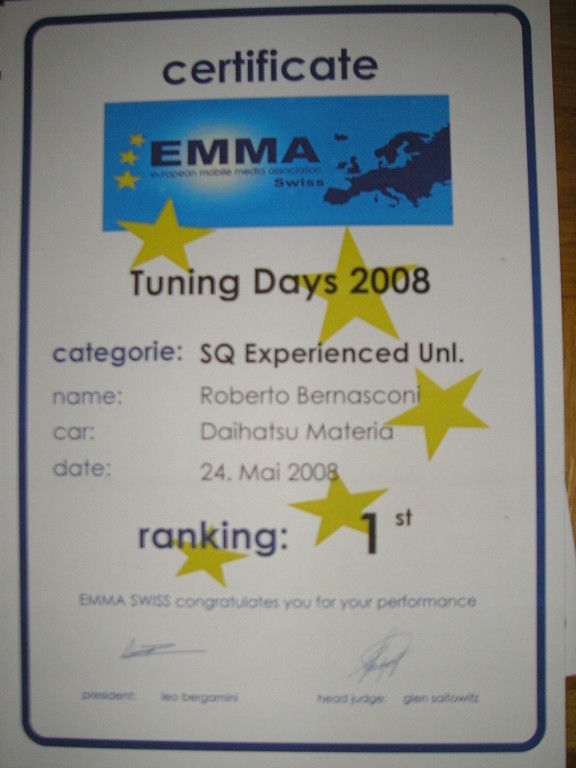 certificate
EMMA
european mobile media association
Swiss
Tuning Days 2008
categorie: SQ Experienced Unl.
name: Roberto Bernasconi
car: Daihatsu Materia
date: 24. Mai 2008
ranking: 1 st
EMMA SWISS congratulates you for your performance
president: leo bergamini head judge: glen saltowitz